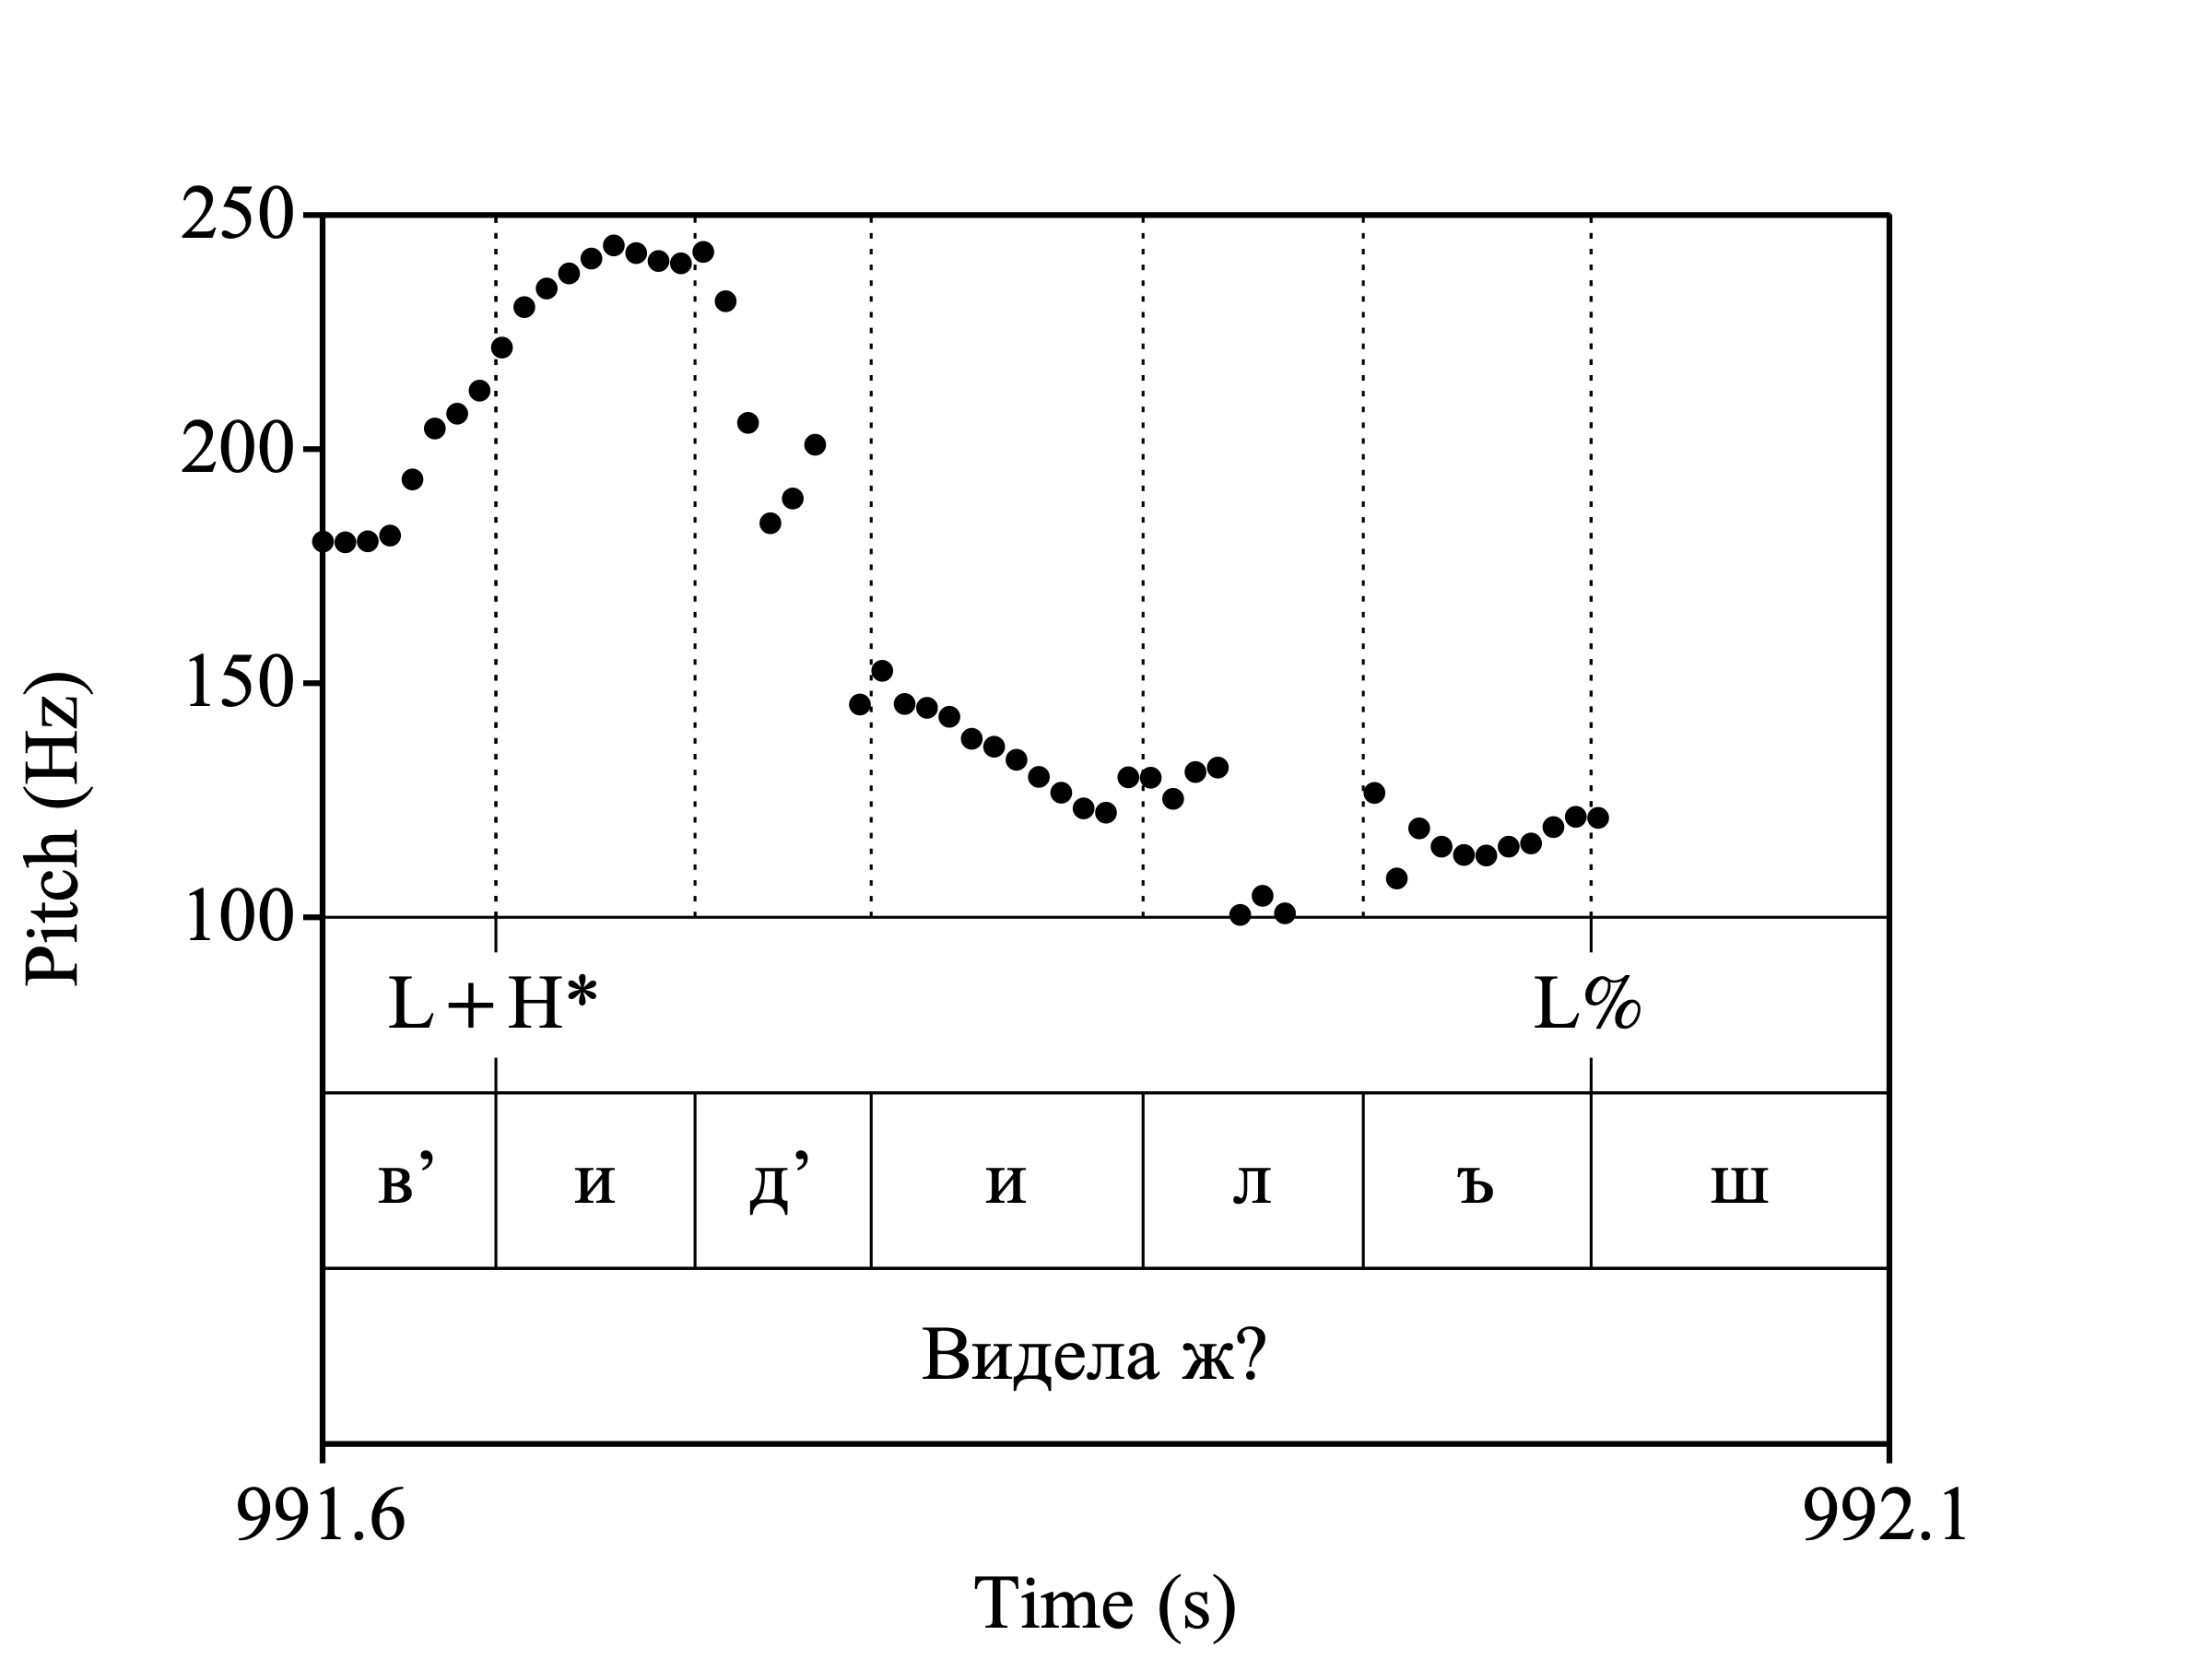 250
200
150
100
Pitch (Hz)
L+H* L%
в’ и д’ и л ъ ш
Видела ж?
991.6 992.1
Time (s)